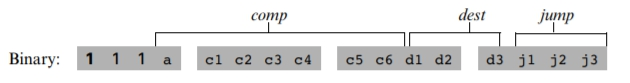 comp dest jump
Binary: 1 1 1 a c1 c2 c3 c4 c5 c6 d1 d2 d3 j1 j2 j3